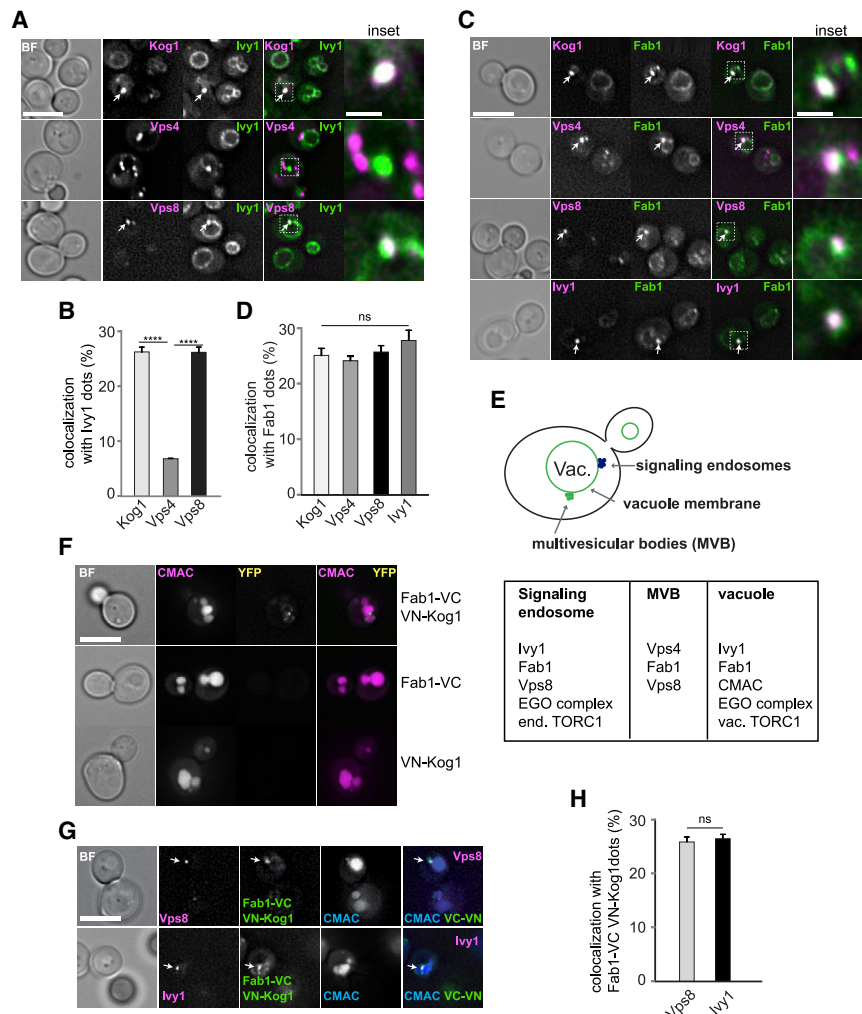 A
inset
BF
Kog1
Ivy1
Kog1
Ivy1
Vps4
Ivy1
Vps4
Ivy1
Vps8
Ivy1
Vps8
Ivy1
C
inset
BF
Kog1
Fab1
Kog1
Fab1
Vps4
Fab1
Vps4
Fab1
Vps8
Fab1
Vps8
Fab1
Ivy1
Fab1
Ivy1
Fab1
B
colocalization
with Ivy1 dots (%)
30
20
10
0
****
****
Kog1
Vps4
Vps8
D
colocalization
with Fab1 dots (%)
30
20
10
0
ns
Kog1
Vps4
Vps8
Ivy1
E
Vac.
signaling endosomes
vacuole membrane
multivesicular bodies (MVB)
Signaling MVB vacuole
endosome
Ivy1 Vps4 Ivy1
Fab1 Fab1 Fab1
Vps8 Vps8 CMAC
EGO complex EGO complex
end. TORC1 vac. TORC1
F
BF
CMAC
YFP
CMAC YFP
Fab1-VC
VN-Kog1
Fab1-VC
VN-Kog1
G
BF
Vps8
Fab1-VC
VN-Kog1
CMAC
Vps8
CMAC VC-VN
Ivy1
Fab1-VC
VN-Kog1
CMAC
Ivy1
CMAC VC-VN
H
colocalization with
Fab1-VC VN-Kog1dots (%)
30
20
10
0
ns
Vps8
Ivy1